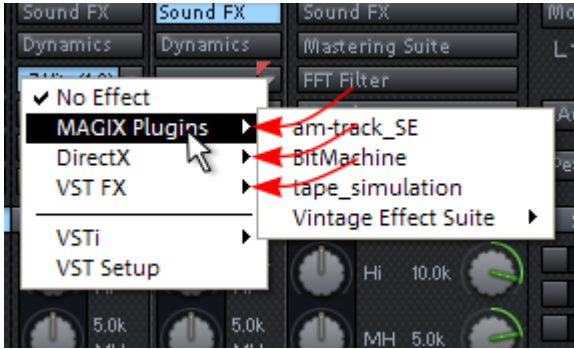 Sound FX
Sound FX
Sound FX
Dynamics
Dynamics
Mastering Suite
FFT Filter
No Effect
MAGIX Plugins
DirectX
VST FX
VSTi
VST Setup
am-track_SE
BitMachine
tape_simulation
Vintage Effect Suite
Hi 10.0k
5.0k
5.0k
MH 5.0k